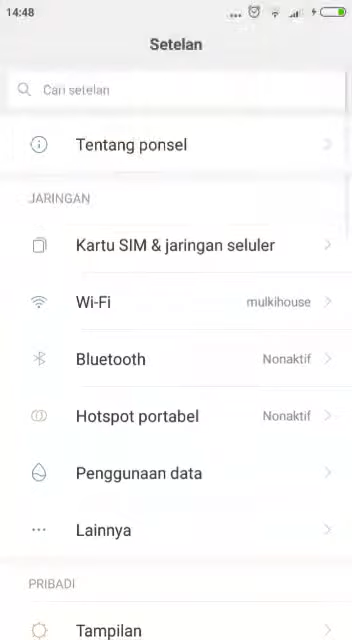 14:48
Setelan
Cari setelan
Tentang ponsel
JARINGAN
Kartu SIM & jaringan seluler
Wi-Fi mulkihouse
Bluetooth Nonaktif
Hotspot portabel Nonaktif
Penggunaan data
Lainnya
PRIBADI
Tampilan